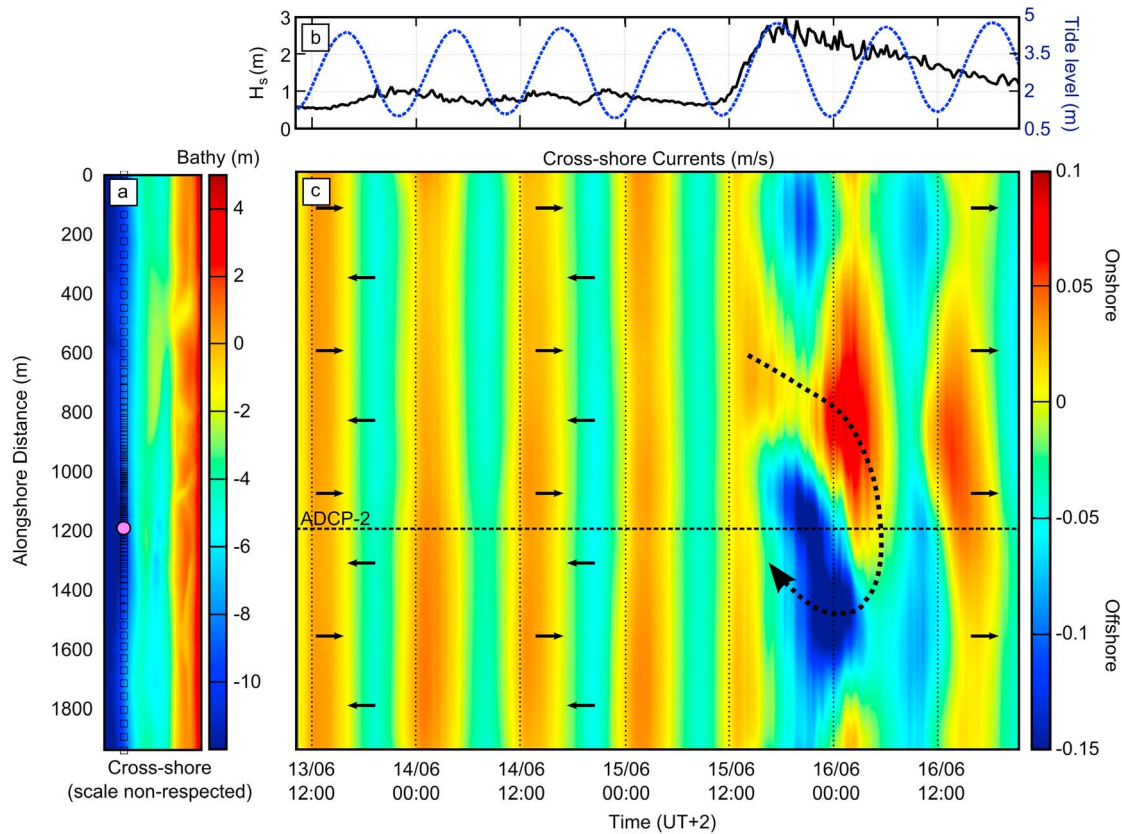 3
2
1
0
H_s (m)
b
5
4.5
3.5
2
1
0.5
Tide level (m)
Bathy (m)
Cross-shore Currents (m/s)
a
c
0
200
400
600
800
1000
1200
1400
1600
1800
Alongshore Distance (m)
4
2
0
-2
-4
-6
-8
-10
ADCP-2
0.1
0.05
0
-0.05
-0.1
-0.15
Onshore
Offshore
Cross-shore
(scale non-respected)
13/06 14/06 14/06 15/06 15/06 16/06 16/06
12:00 00:00 12:00 00:00 12:00 00:00 12:00
Time (UT+2)